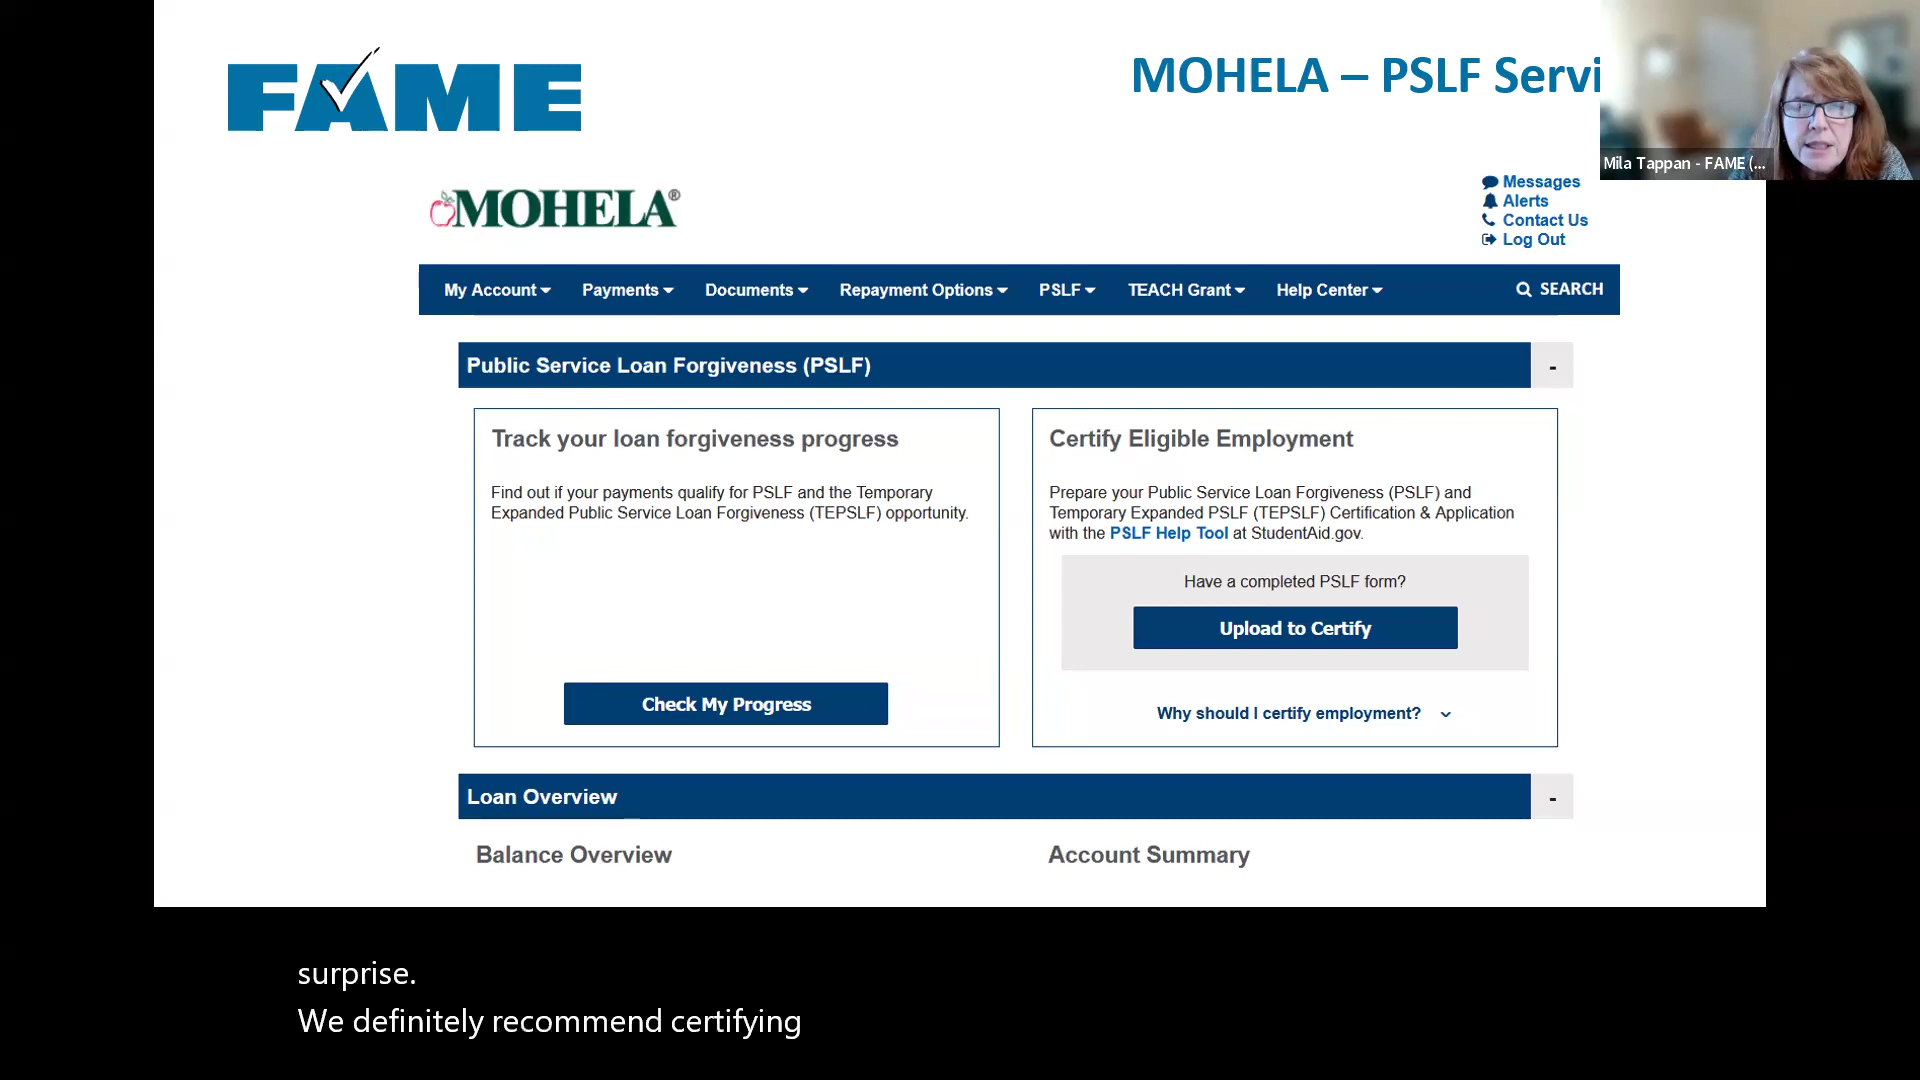 FAME
MOHELA – PSLF Servi
Mila Tappan - FAME (...
MOHELA®
Messages
Alerts
Contact Us
Log Out
My Account
Payments
Documents
Repayment Options
PSLF
TEACH Grant
Help Center
SEARCH
Public Service Loan Forgiveness (PSLF)
-
Track your loan forgiveness progress
Find out if your payments qualify for PSLF and the Temporary
Expanded Public Service Loan Forgiveness (TEPSLF) opportunity.
Check My Progress
Certify Eligible Employment
Prepare your Public Service Loan Forgiveness (PSLF) and
Temporary Expanded PSLF (TEPSLF) Certification & Application
with the PSLF Help Tool at StudentAid.gov.
Have a completed PSLF form?
Upload to Certify
Why should I certify employment?
Loan Overview
-
Balance Overview
Account Summary
surprise.
We definitely recommend certifying